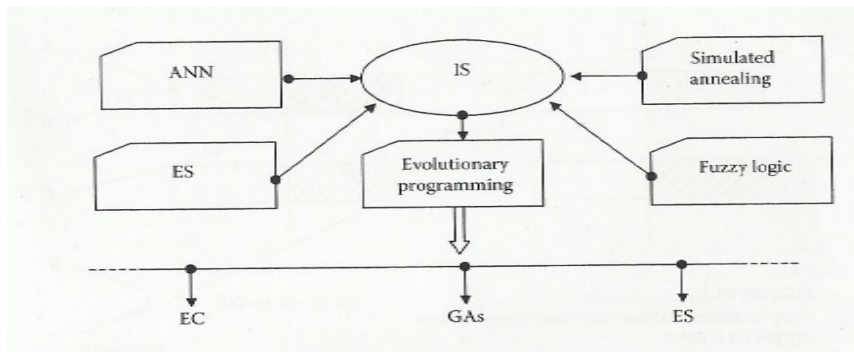 ANN
IS
Simulated
annealing
ES
Evolutionary
programming
Fuzzy logic
EC
GAs
ES